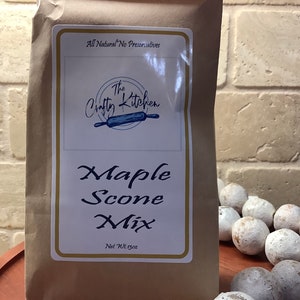 All Natural*No Preservatives
The
Crafty Kitchen
Maple
Scone
Mix
Net Wt 15oz